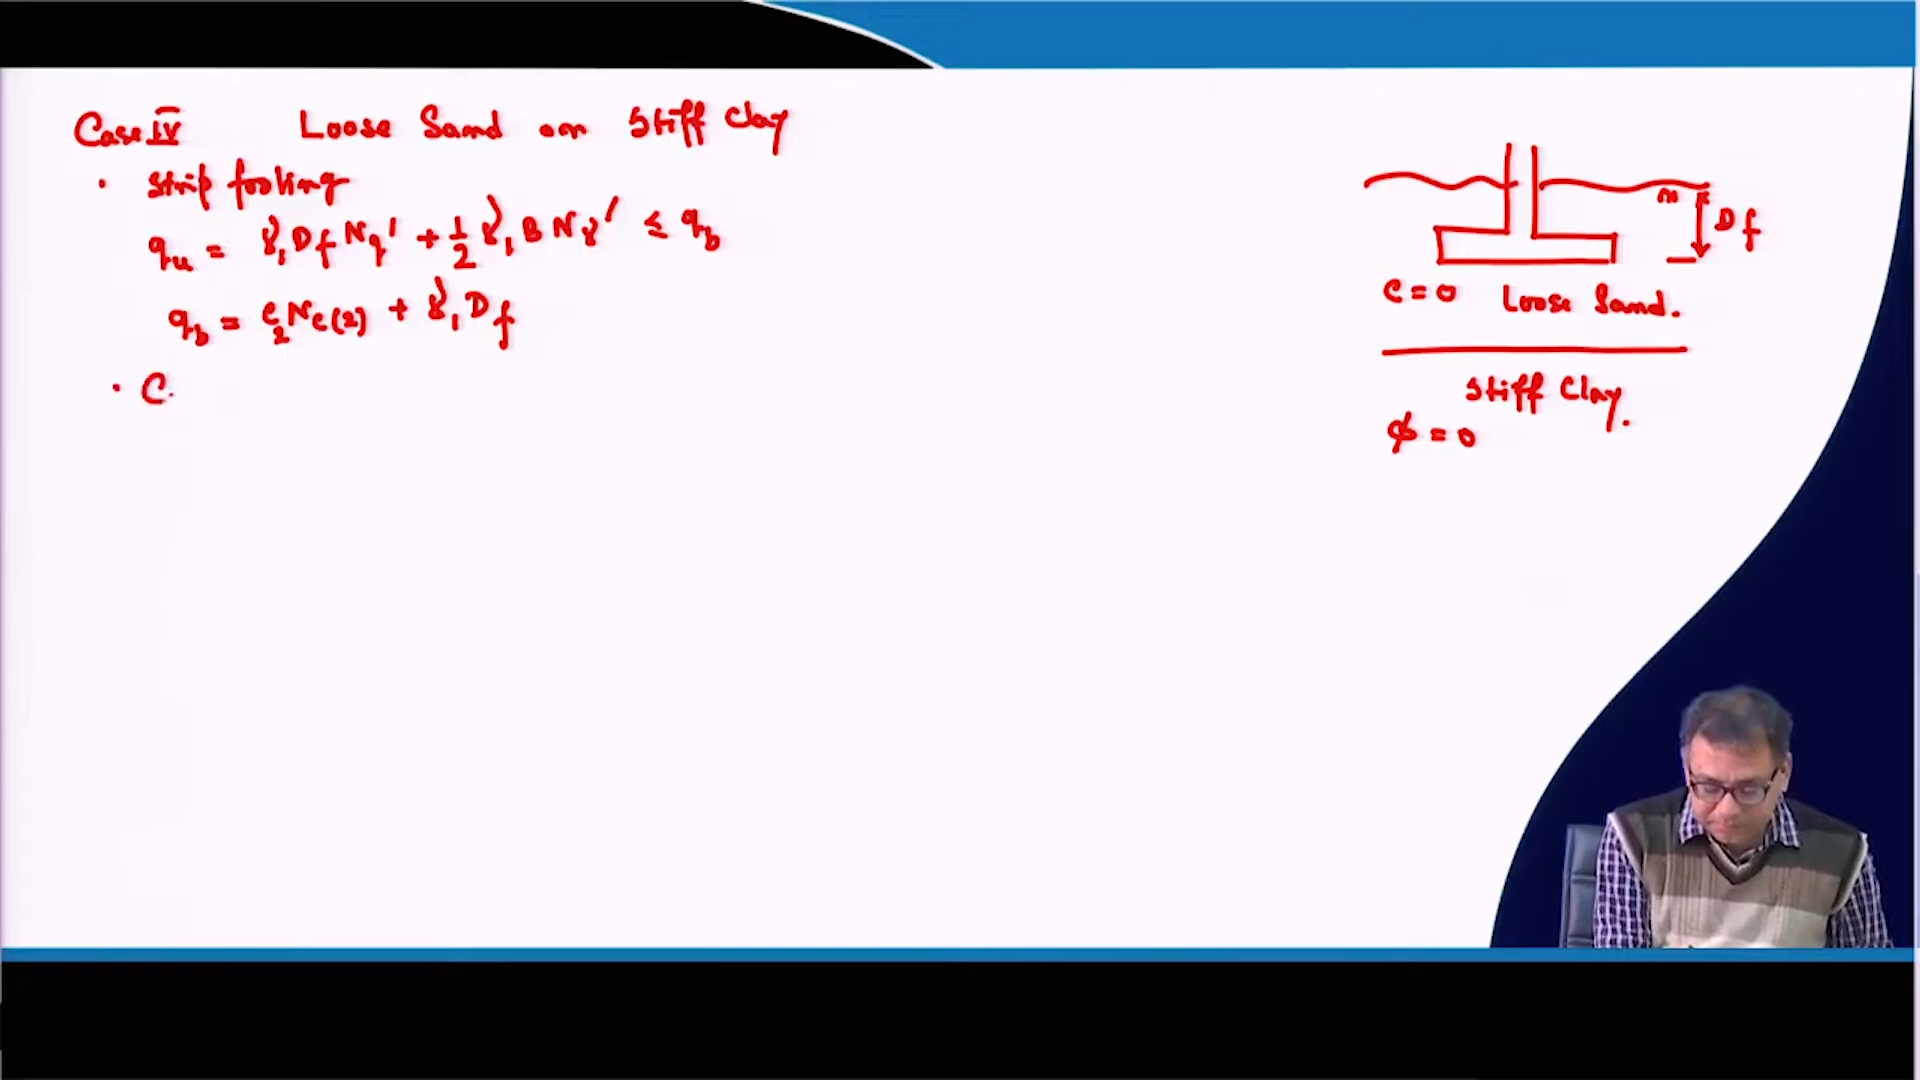 Case IV Loose Sand on Stiff Clay
• Strip footing
qu = γ1 Df Nq' + 1/2 γ1 B Nγ' ≤ qb
qb = c2 Nc(2) + γ1 Df
• C
Df
c = 0 Loose Sand.
Stiff Clay.
φ = 0